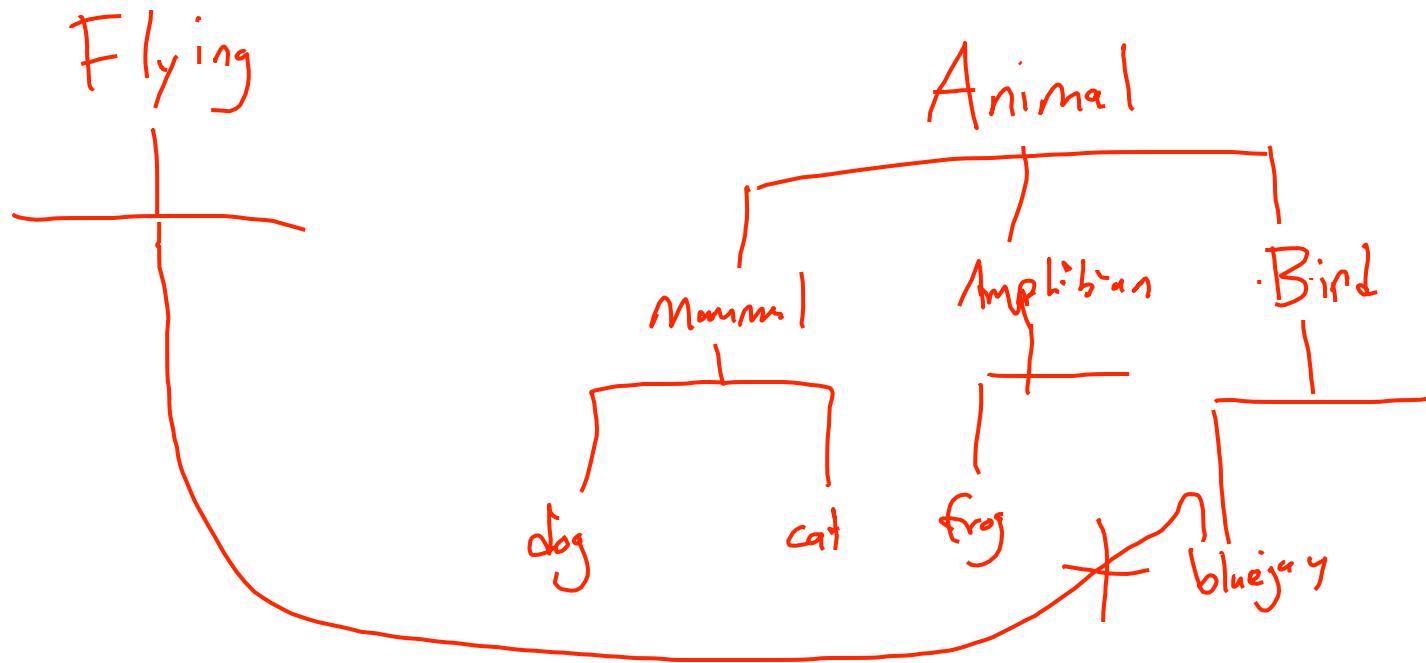 Flying
Animal
Mammal
Amphibian
Bird
dog
cat
frog
bluejay